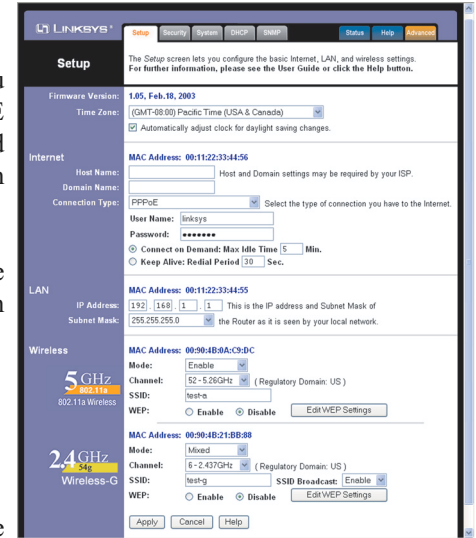 LINKSYS®
Setup Security System DHCP SNMP Status Help Advanced
Setup
The Setup screen lets you configure the basic Internet, LAN, and wireless settings.
For further information, please see the User Guide or click the Help button.
Firmware Version: 1.05, Feb.18, 2003
Time Zone: (GMT-08:00) Pacific Time (USA & Canada)
Automatically adjust clock for daylight saving changes.
Internet MAC Address: 00:11:22:33:44:56
Host Name: Host and Domain settings may be required by your ISP.
Domain Name:
Connection Type: PPPoE Select the type of connection you have to the Internet.
User Name: linksys
Password: •••••••
Connect on Demand: Max Idle Time 5 Min.
Keep Alive: Redial Period 30 Sec.
LAN MAC Address: 00:11:22:33:44:55
IP Address: 192 . 168 . 1 . 1 This is the IP address and Subnet Mask of
Subnet Mask: 255.255.255.0 the Router as it is seen by your local network.
Wireless MAC Address: 00:90:4B:0A:C9:DC
Mode: Enable
5 GHz
802.11a
802.11a Wireless
Channel: 52 - 5.26GHz ( Regulatory Domain: US )
SSID: test-a
WEP: Enable Disable Edit WEP Settings
MAC Address: 00:90:4B:21:BB:88
2.4 GHz
54g
Wireless-G
Mode: Mixed
Channel: 6 - 2.437GHz ( Regulatory Domain: US )
SSID: test-g SSID Broadcast: Enable
WEP: Enable Disable Edit WEP Settings
Apply Cancel Help